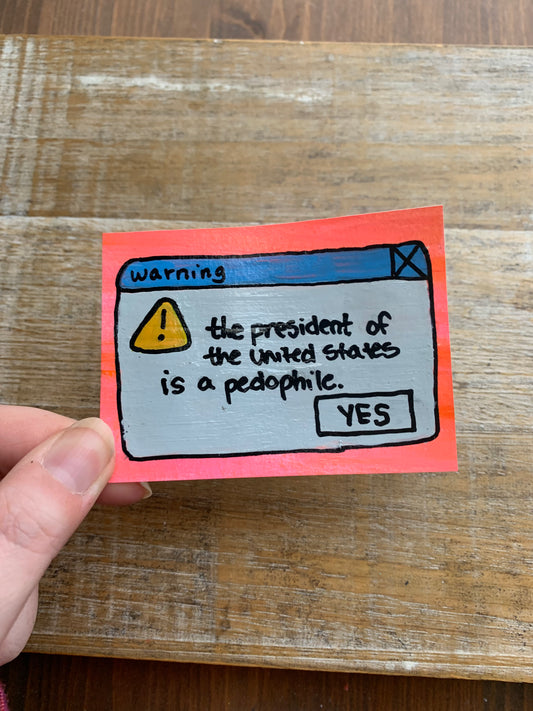 warning
the president of
the united states
is a pedophile.
YES